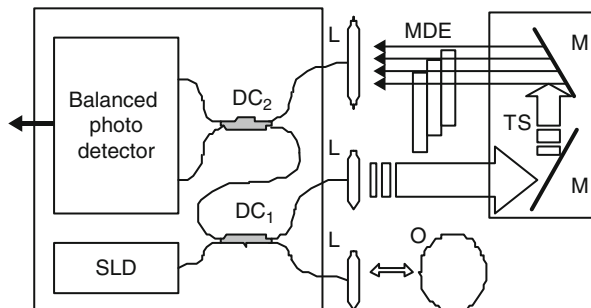 L
MDE
M
Balanced
photo
detector
DC₂
TS
L
M
DC₁
L
O
SLD